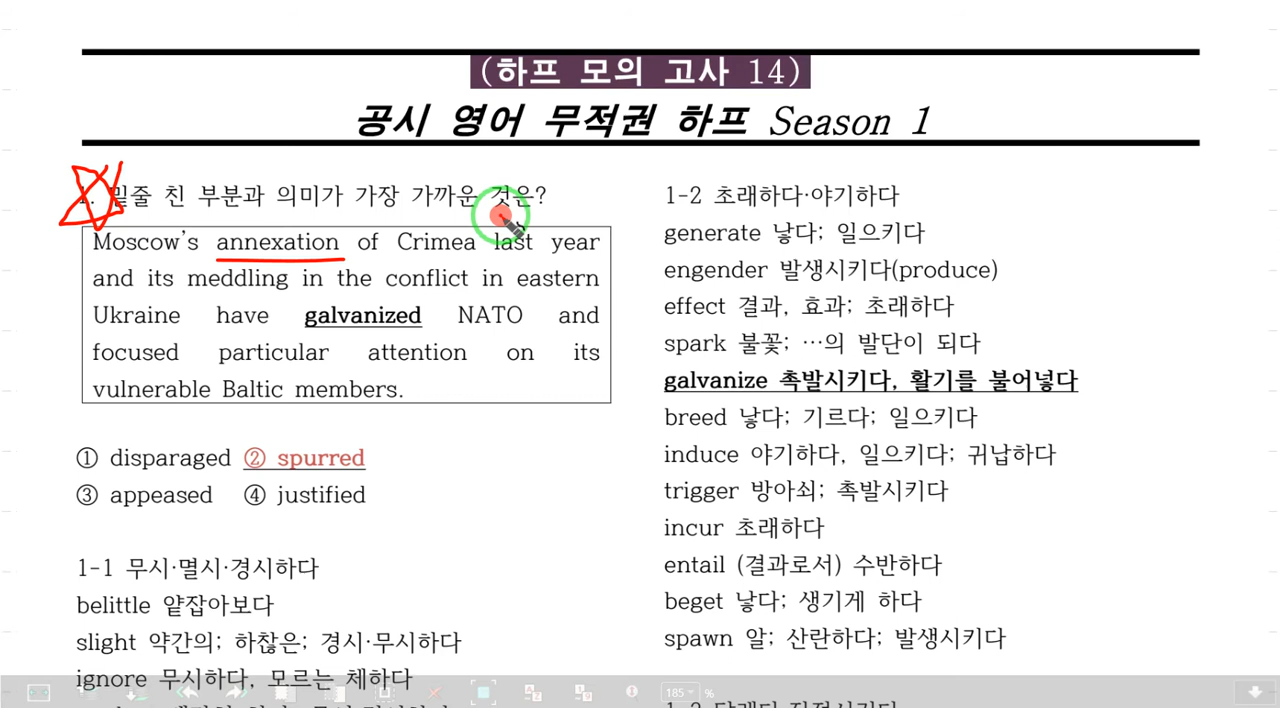 (하프 모의 고사 14)
공시 영어 무적권 하프 Season 1
1. 밑줄 친 부분과 의미가 가장 가까운 것은?
Moscow's annexation of Crimea last year
and its meddling in the conflict in eastern
Ukraine have galvanized NATO and
focused particular attention on its
vulnerable Baltic members.
① disparaged ② spurred
③ appeased ④ justified
1-1 무시·멸시·경시하다
belittle 얕잡아보다
slight 약간의; 하찮은; 경시·무시하다
ignore 무시하다, 모르는 체하다
1-2 초래하다·야기하다
generate 낳다; 일으키다
engender 발생시키다(produce)
effect 결과, 효과; 초래하다
spark 불꽃; …의 발단이 되다
galvanize 촉발시키다, 활기를 불어넣다
breed 낳다; 기르다; 일으키다
induce 야기하다, 일으키다; 귀납하다
trigger 방아쇠; 촉발시키다
incur 초래하다
entail (결과로서) 수반하다
beget 낳다; 생기게 하다
spawn 알; 산란하다; 발생시키다
185 %